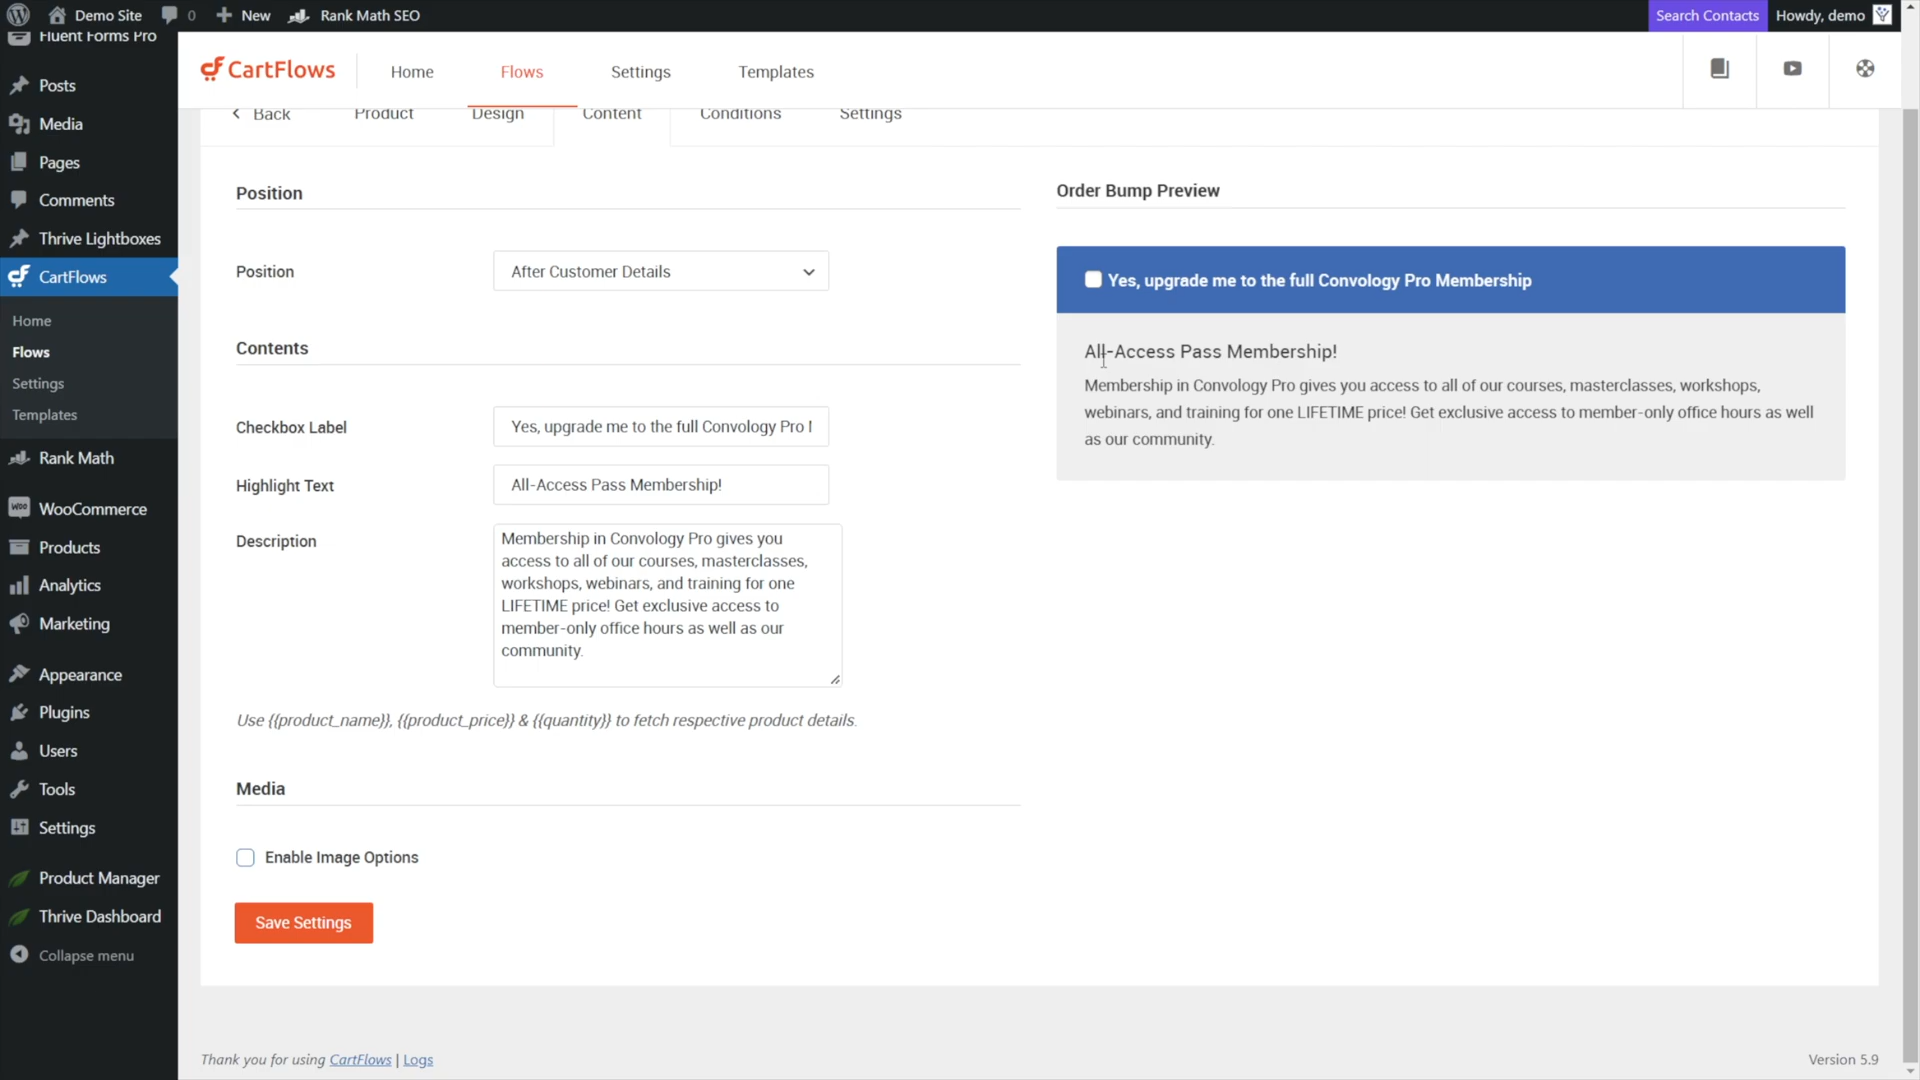 Demo Site
0
New
Rank Math SEO
Search Contacts
Howdy, demo
Fluent Forms Pro
Posts
Media
Pages
Comments
Thrive Lightboxes
CartFlows
Home
Flows
Settings
Templates
Rank Math
WooCommerce
Products
Analytics
Marketing
Appearance
Plugins
Users
Tools
Settings
Product Manager
Thrive Dashboard
Collapse menu
CartFlows
Home
Flows
Settings
Templates
Back
Product
Design
Content
Conditions
Settings
Position
Position
After Customer Details
Contents
Checkbox Label
Yes, upgrade me to the full Convology Pro
Highlight Text
All-Access Pass Membership!
Description
Membership in Convology Pro gives you
access to all of our courses, masterclasses,
workshops, webinars, and training for one
LIFETIME price! Get exclusive access to
member-only office hours as well as our
community.
Use {{product_name}}, {{product_price}} & {{quantity}} to fetch respective product details.
Media
Enable Image Options
Save Settings
Order Bump Preview
Yes, upgrade me to the full Convology Pro Membership
All-Access Pass Membership!
Membership in Convology Pro gives you access to all of our courses, masterclasses, workshops,
webinars, and training for one LIFETIME price! Get exclusive access to member-only office hours as well
as our community.
Thank you for using CartFlows | Logs
Version 5.9